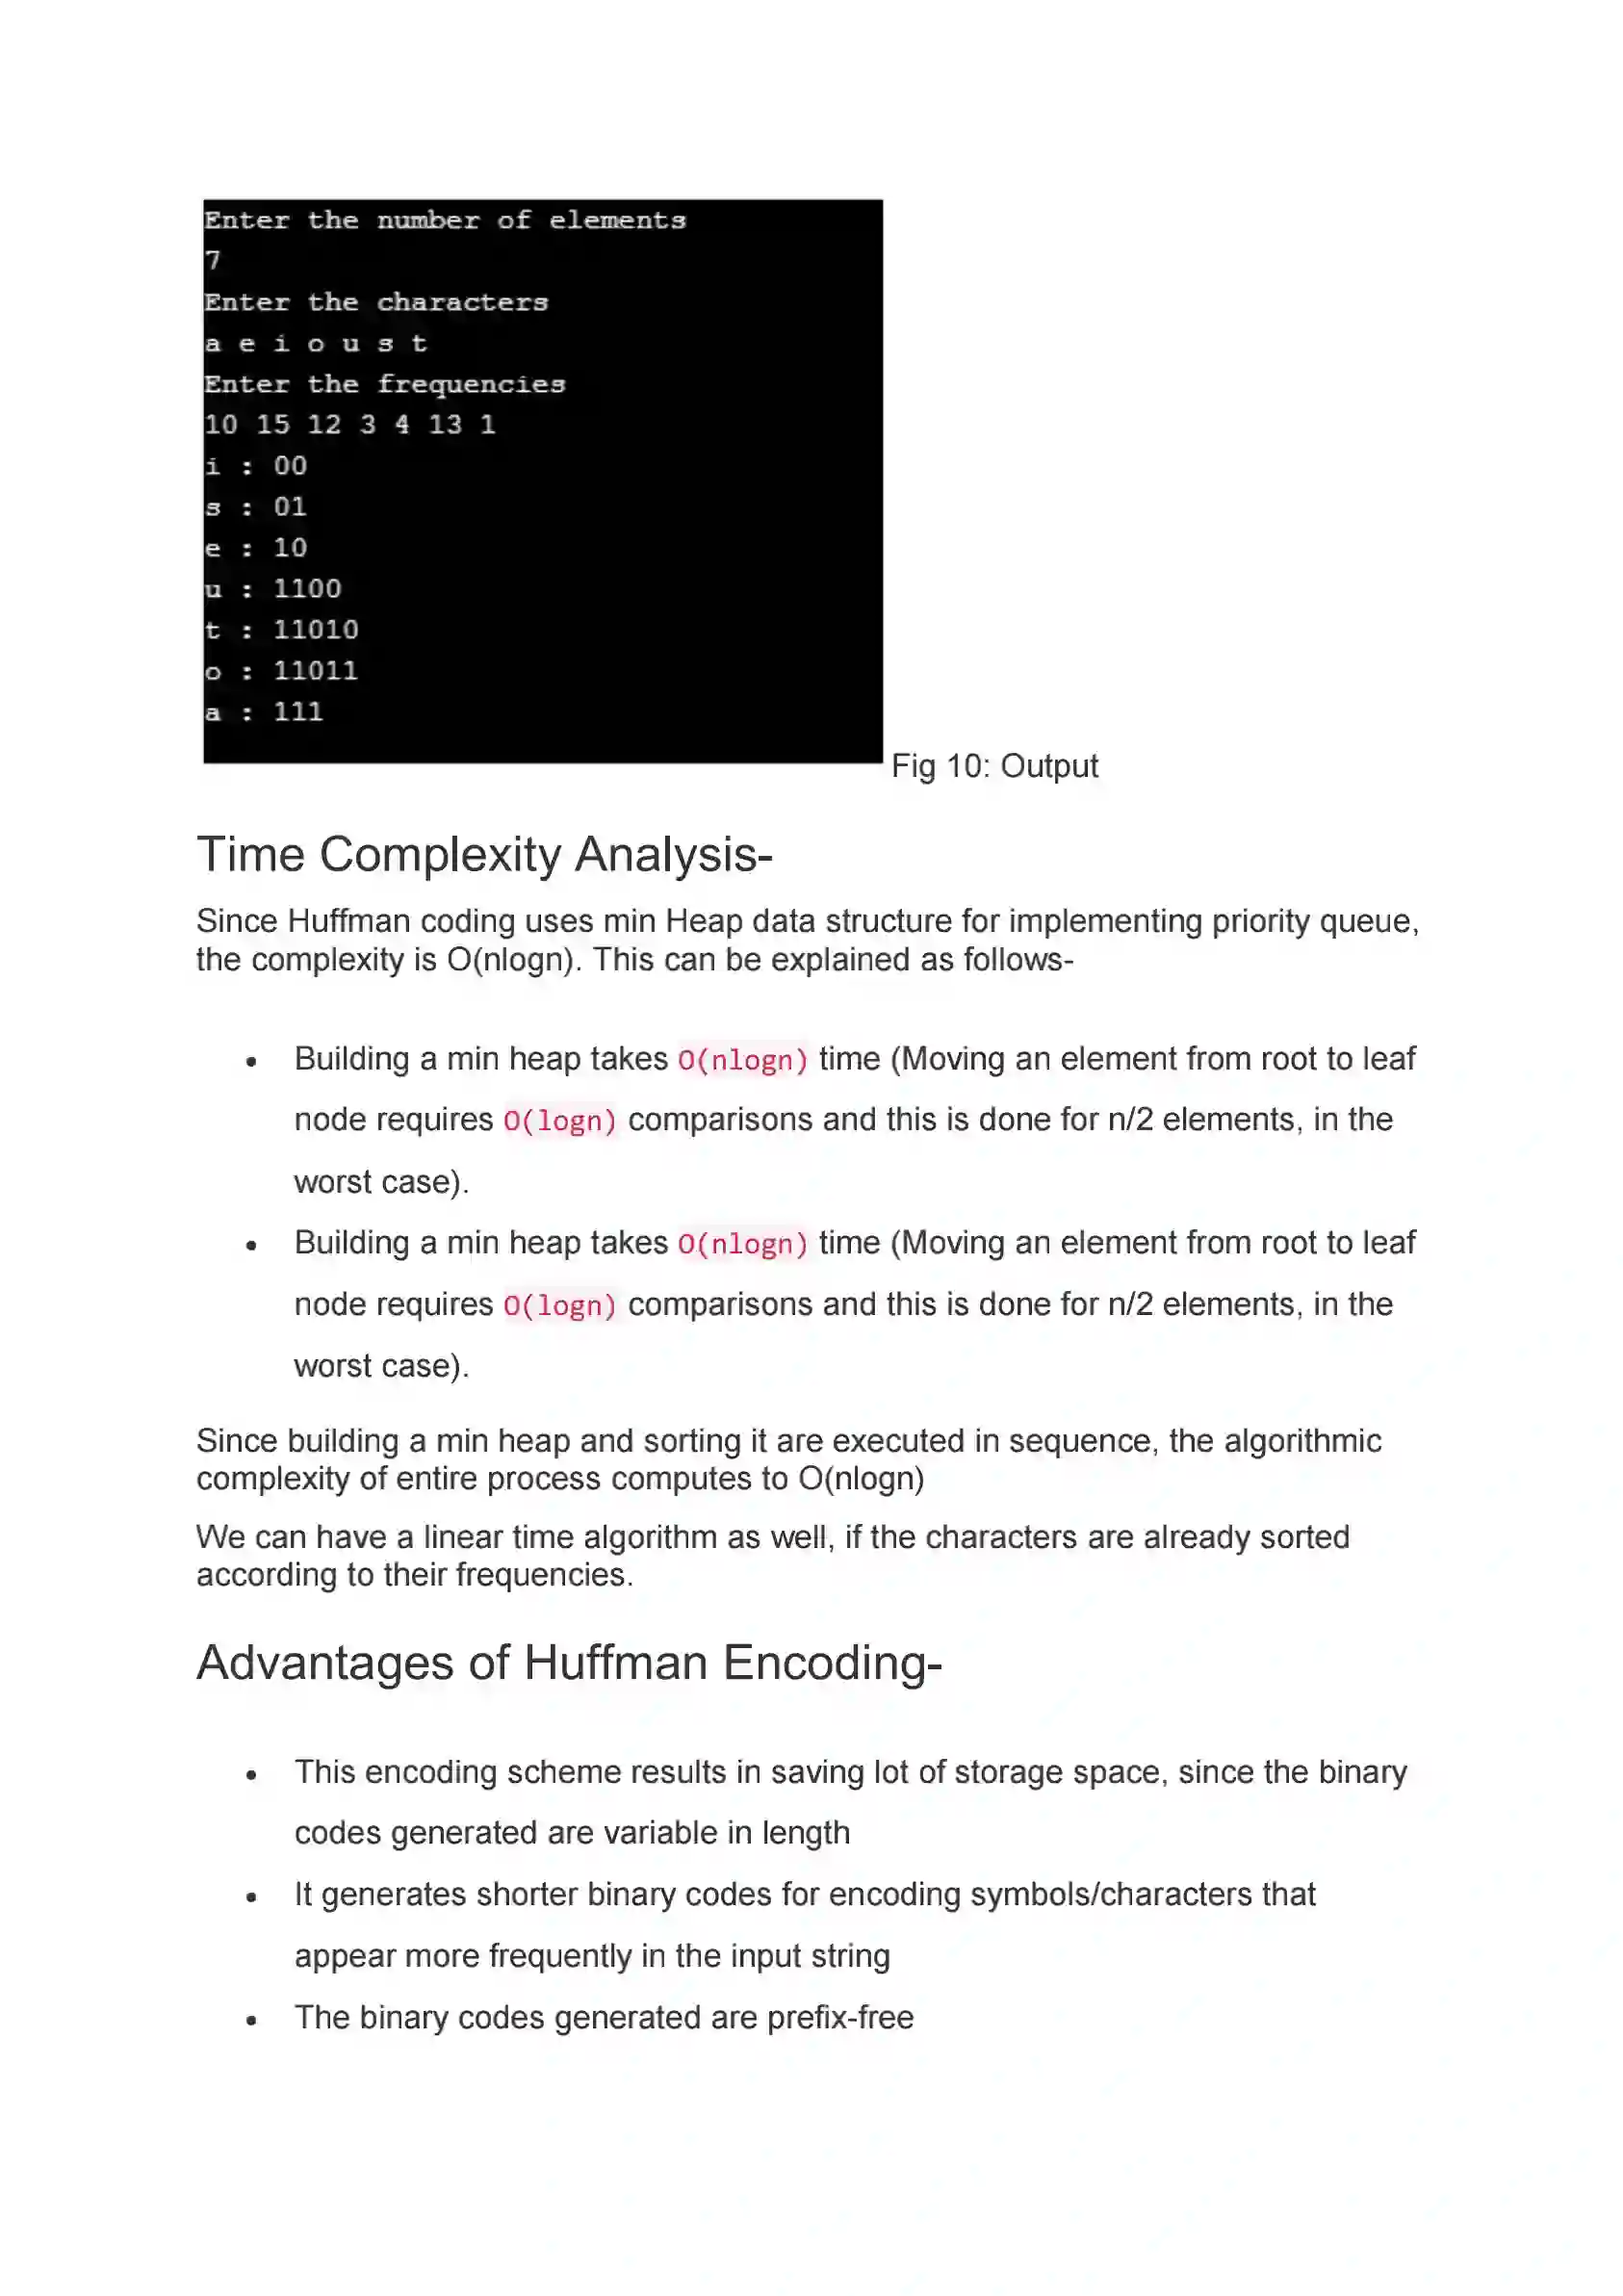 Enter the number of elements
7
Enter the characters
a e i o u s t
Enter the frequencies
10 15 12 3 4 13 1
i : 00
s : 01
e : 10
u : 1100
t : 11010
o : 11011
a : 111
Fig 10: Output
Time Complexity Analysis-
Since Huffman coding uses min Heap data structure for implementing priority queue,
the complexity is O(nlogn). This can be explained as follows-
• Building a min heap takes O(nlogn) time (Moving an element from root to leaf
node requires O(logn) comparisons and this is done for n/2 elements, in the
worst case).
• Building a min heap takes O(nlogn) time (Moving an element from root to leaf
node requires O(logn) comparisons and this is done for n/2 elements, in the
worst case).
Since building a min heap and sorting it are executed in sequence, the algorithmic
complexity of entire process computes to O(nlogn)
We can have a linear time algorithm as well, if the characters are already sorted
according to their frequencies.
Advantages of Huffman Encoding-
• This encoding scheme results in saving lot of storage space, since the binary
codes generated are variable in length
• It generates shorter binary codes for encoding symbols/characters that
appear more frequently in the input string
• The binary codes generated are prefix-free